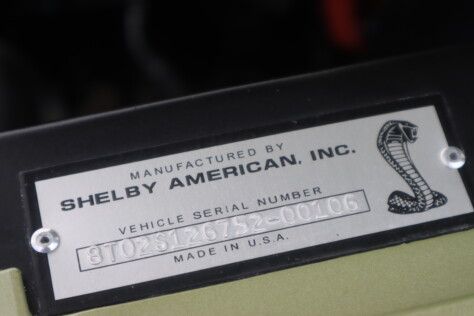 MANUFACTURED BY
SHELBY AMERICAN, INC.
VEHICLE SERIAL NUMBER
8T02S126752-00106
MADE IN U.S.A.